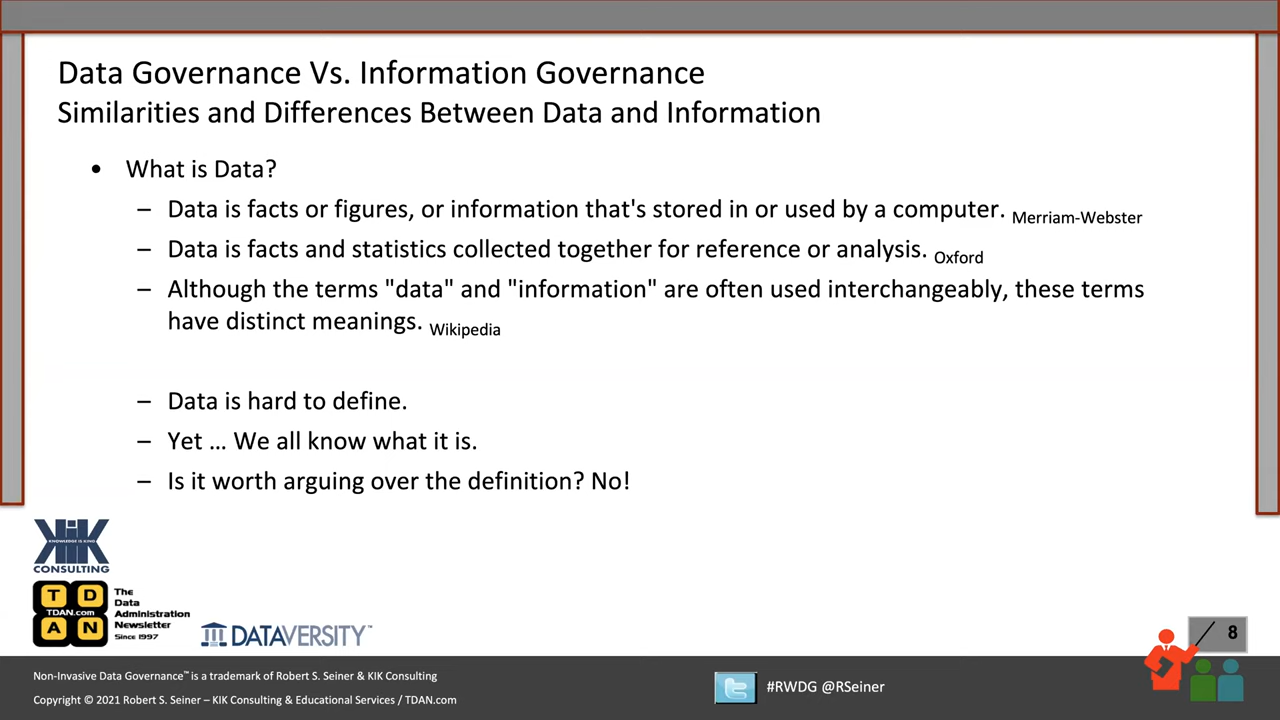 Data Governance Vs. Information Governance
Similarities and Differences Between Data and Information
• What is Data?
– Data is facts or figures, or information that's stored in or used by a computer. Merriam-Webster
– Data is facts and statistics collected together for reference or analysis. Oxford
– Although the terms "data" and "information" are often used interchangeably, these terms
have distinct meanings. Wikipedia
– Data is hard to define.
– Yet … We all know what it is.
– Is it worth arguing over the definition? No!
KIK
KNOWLEDGE IS KING
CONSULTING
T D
TDAN.com
A N
The
Data
Administration
Newsletter
Since 1997
DATAVERSITY™
8
Non-Invasive Data Governance™ is a trademark of Robert S. Seiner & KIK Consulting
Copyright © 2021 Robert S. Seiner – KIK Consulting & Educational Services / TDAN.com
#RWDG @RSeiner